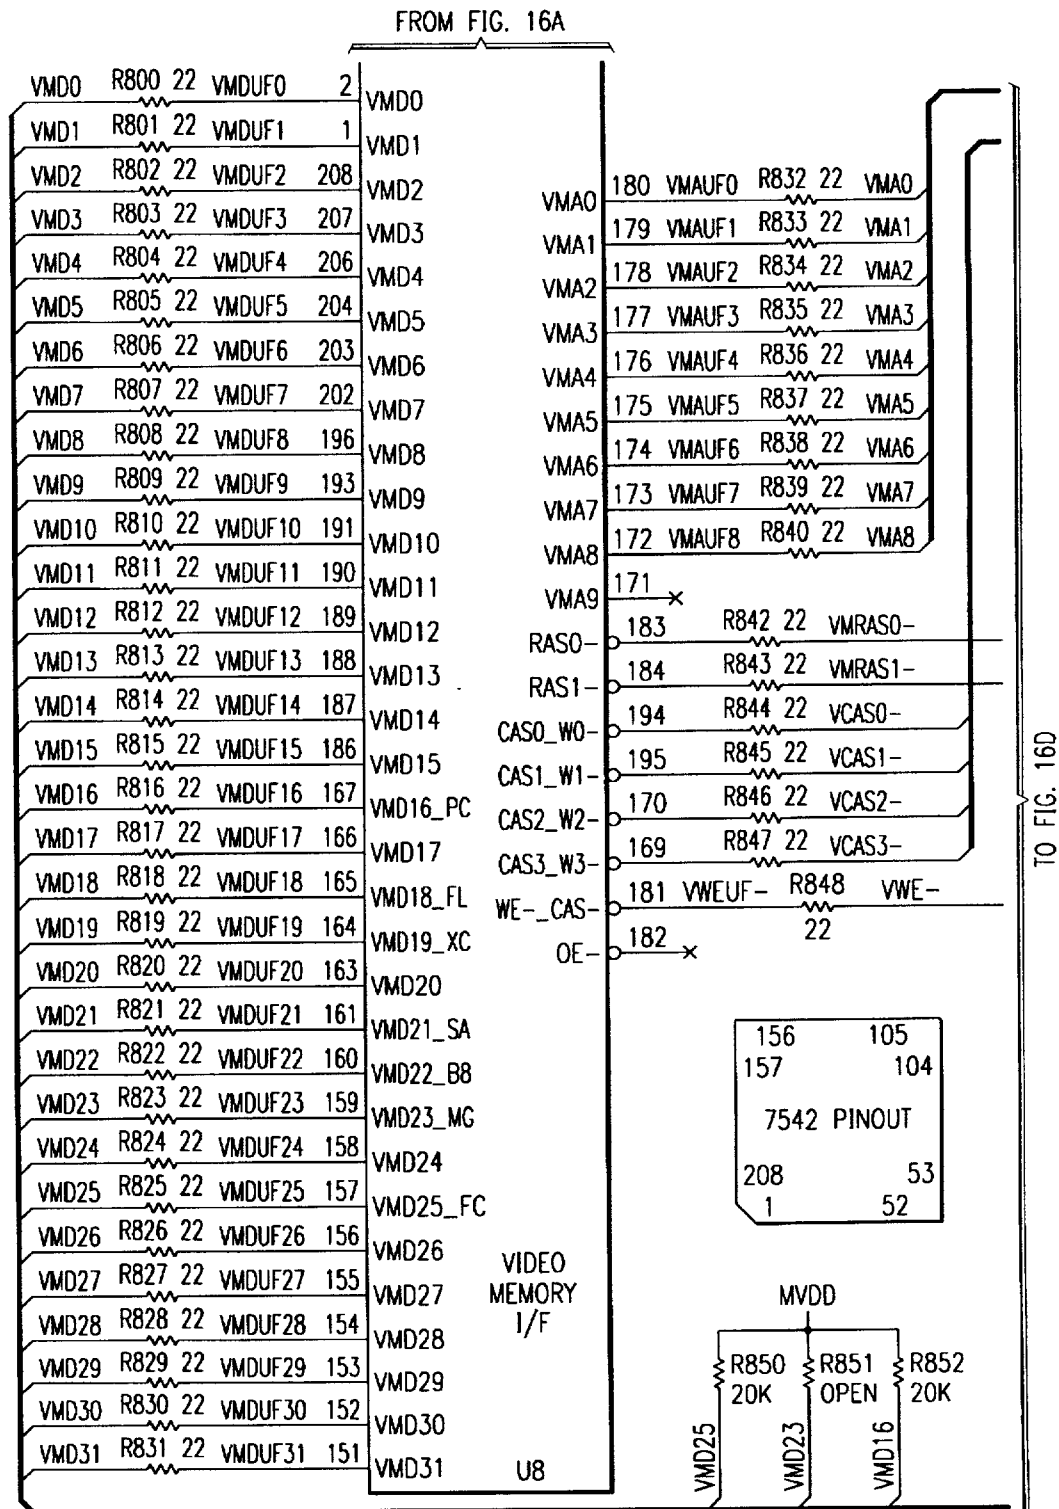 FROM FIG. 16A
VMD0 R800 22 VMDUF0 2 VMD0
VMD1 R801 22 VMDUF1 1 VMD1
VMD2 R802 22 VMDUF2 208 VMD2
VMD3 R803 22 VMDUF3 207 VMD3
VMD4 R804 22 VMDUF4 206 VMD4
VMD5 R805 22 VMDUF5 204 VMD5
VMD6 R806 22 VMDUF6 203 VMD6
VMD7 R807 22 VMDUF7 202 VMD7
VMD8 R808 22 VMDUF8 196 VMD8
VMD9 R809 22 VMDUF9 193 VMD9
VMD10 R810 22 VMDUF10 191 VMD10
VMD11 R811 22 VMDUF11 190 VMD11
VMD12 R812 22 VMDUF12 189 VMD12
VMD13 R813 22 VMDUF13 188 VMD13
VMD14 R814 22 VMDUF14 187 VMD14
VMD15 R815 22 VMDUF15 186 VMD15
VMD16 R816 22 VMDUF16 167 VMD16_PC
VMD17 R817 22 VMDUF17 166 VMD17
VMD18 R818 22 VMDUF18 165 VMD18_FL
VMD19 R819 22 VMDUF19 164 VMD19_XC
VMD20 R820 22 VMDUF20 163 VMD20
VMD21 R821 22 VMDUF21 161 VMD21_SA
VMD22 R822 22 VMDUF22 160 VMD22_B8
VMD23 R823 22 VMDUF23 159 VMD23_MG
VMD24 R824 22 VMDUF24 158 VMD24
VMD25 R825 22 VMDUF25 157 VMD25_FC
VMD26 R826 22 VMDUF26 156 VMD26
VMD27 R827 22 VMDUF27 155 VMD27
VMD28 R828 22 VMDUF28 154 VMD28
VMD29 R829 22 VMDUF29 153 VMD29
VMD30 R830 22 VMDUF30 152 VMD30
VMD31 R831 22 VMDUF31 151 VMD31
VIDEO
MEMORY
I/F
U8
VMA0 180 VMAUF0 R832 22 VMA0
VMA1 179 VMAUF1 R833 22 VMA1
VMA2 178 VMAUF2 R834 22 VMA2
VMA3 177 VMAUF3 R835 22 VMA3
VMA4 176 VMAUF4 R836 22 VMA4
VMA5 175 VMAUF5 R837 22 VMA5
VMA6 174 VMAUF6 R838 22 VMA6
VMA7 173 VMAUF7 R839 22 VMA7
VMA8 172 VMAUF8 R840 22 VMA8
VMA9 171
RAS0- 183 R842 22 VMRAS0-
RAS1- 184 R843 22 VMRAS1-
CAS0_W0- 194 R844 22 VCAS0-
CAS1_W1- 195 R845 22 VCAS1-
CAS2_W2- 170 R846 22 VCAS2-
CAS3_W3- 169 R847 22 VCAS3-
WE-_CAS- 181 VWEUF- R848 22 VWE-
OE- 182
TO FIG. 16D
156 105
157 104
7542 PINOUT
208 53
1 52
MVDD
R850 R851 R852
20K OPEN 20K
VMD25 VMD23 VMD16